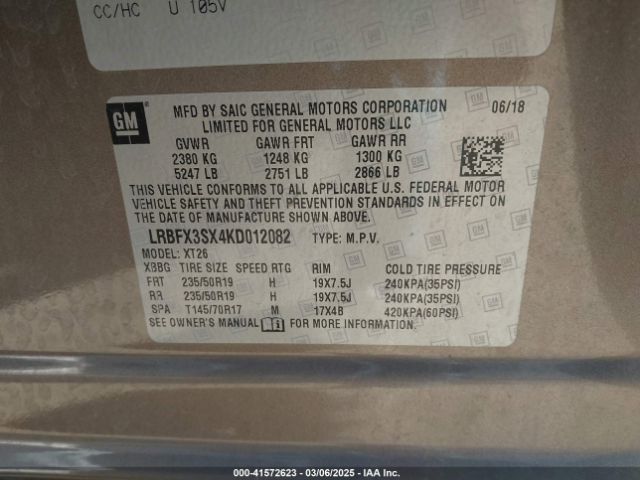 CC/HC U 105V
GM
MFD BY SAIC GENERAL MOTORS CORPORATION 06/18
LIMITED FOR GENERAL MOTORS LLC
GVWR GAWR FRT GAWR RR
2380 KG 1248 KG 1300 KG
5247 LB 2751 LB 2866 LB
THIS VEHICLE CONFORMS TO ALL APPLICABLE U.S. FEDERAL MOTOR
VEHICLE SAFETY AND THEFT PREVENTION STANDARDS IN EFFECT
ON THE DATE OF MANUFACTURE SHOWN ABOVE.
LRBFX3SX4KD012082 TYPE: M.P.V.
MODEL: XT26
XBBG TIRE SIZE SPEED RTG RIM COLD TIRE PRESSURE
FRT 235/50R19 H 19X7.5J 240KPA(35PSI)
RR 235/50R19 H 19X7.5J 240KPA(35PSI)
SPA T145/70R17 M 17X4B 420KPA(60PSI)
SEE OWNER'S MANUAL FOR MORE INFORMATION
000-41572623 - 03/06/2025 - IAA Inc.